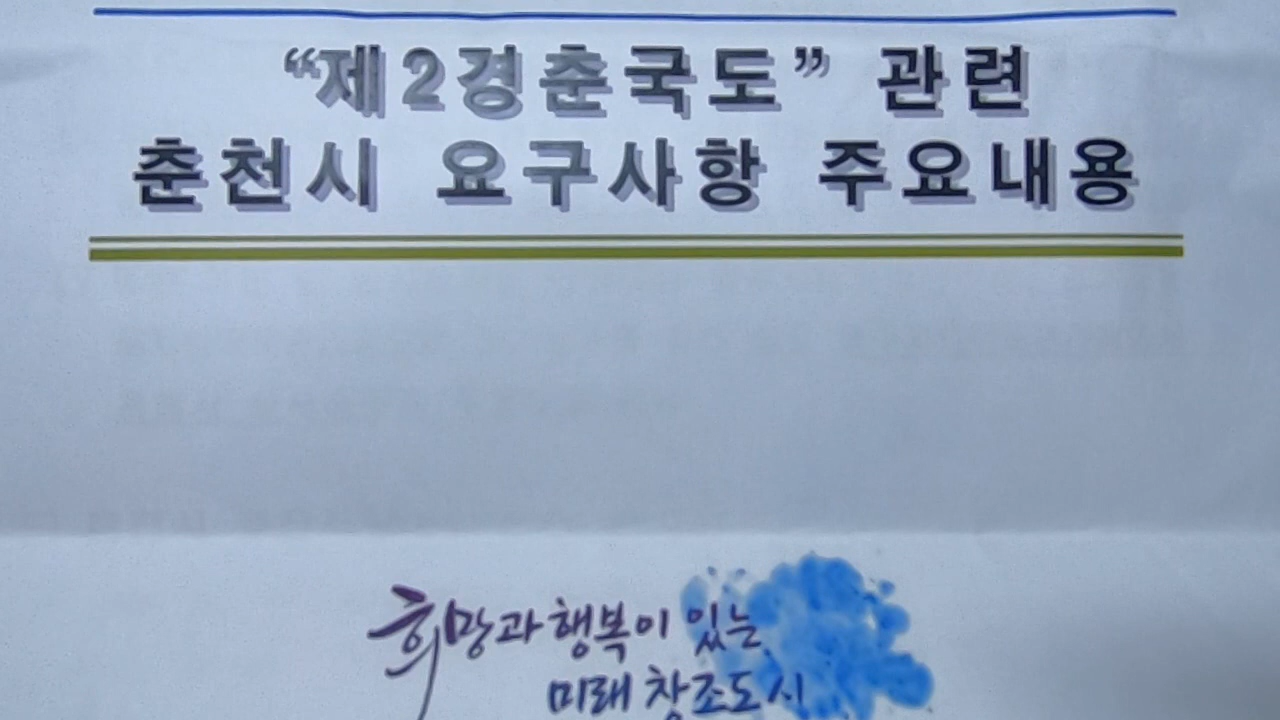 “제2경춘국도” 관련
춘천시 요구사항 주요내용
희망과 행복이 있는
미래 창조도시